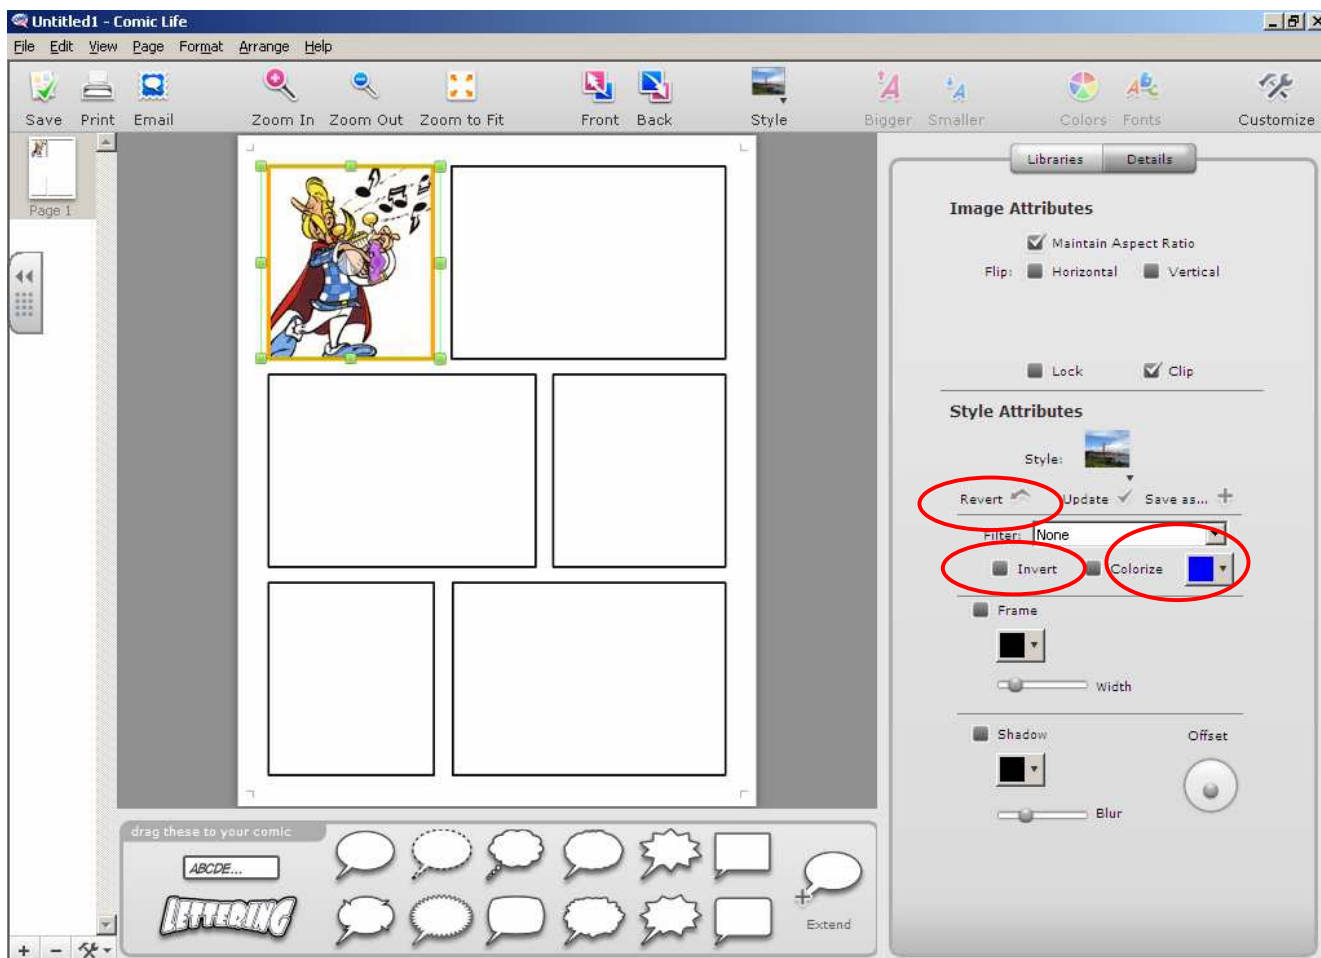 Untitled1 - Comic Life
File Edit View Page Format Arrange Help
Save Print Email Zoom In Zoom Out Zoom to Fit Front Back Style Bigger Smaller Colors Fonts Customize
Page 1
Libraries Details
Image Attributes
Maintain Aspect Ratio
Flip: Horizontal Vertical
Lock Clip
Style Attributes
Style:
Revert Update Save as...
Filter: None
Invert Colorize
Frame
Width
Shadow Offset
Blur
drag these to your comic
ABCDE...
LETTERING
Extend